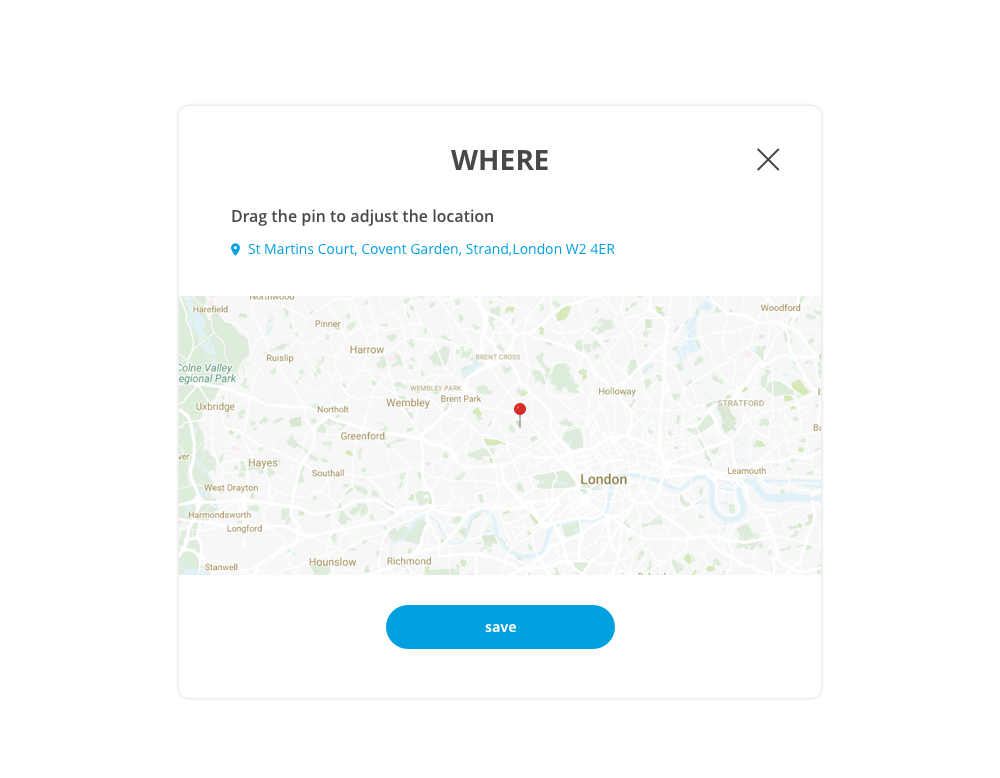 WHERE
Drag the pin to adjust the location
St Martins Court, Covent Garden, Strand,London W2 4ER
Northwood
Harefield
Woodford
Pinner
Harrow
Ruislip
BRENT CROSS
Colne Valley
egional Park
WEMBLEY PARK
Holloway
Brent Park
Wembley
STRATFORD
Uxbridge
Northolt
Ba
Greenford
ver
Hayes
Southall
Leamouth
London
West Drayton
Harmondsworth
Longford
Hounslow
Richmond
Stanwell
save